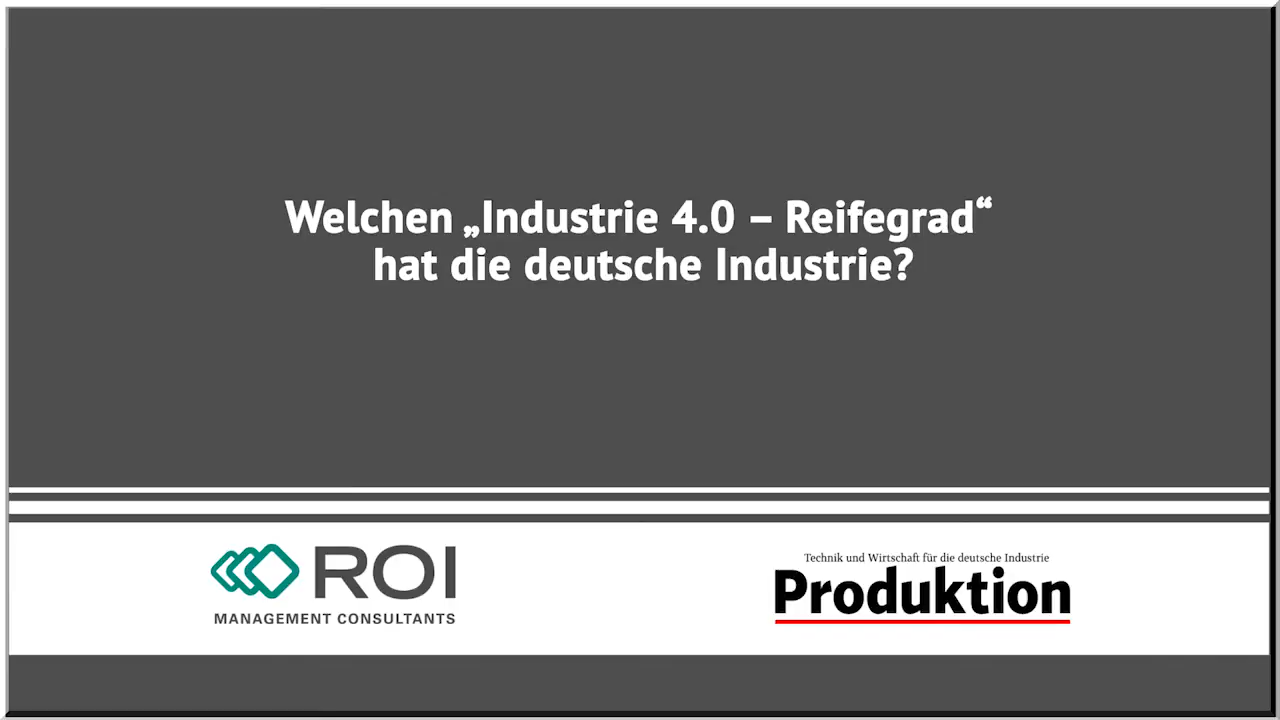 Welchen „Industrie 4.0 – Reifegrad“
hat die deutsche Industrie?
ROI
MANAGEMENT CONSULTANTS
Technik und Wirtschaft für die deutsche Industrie
Produktion